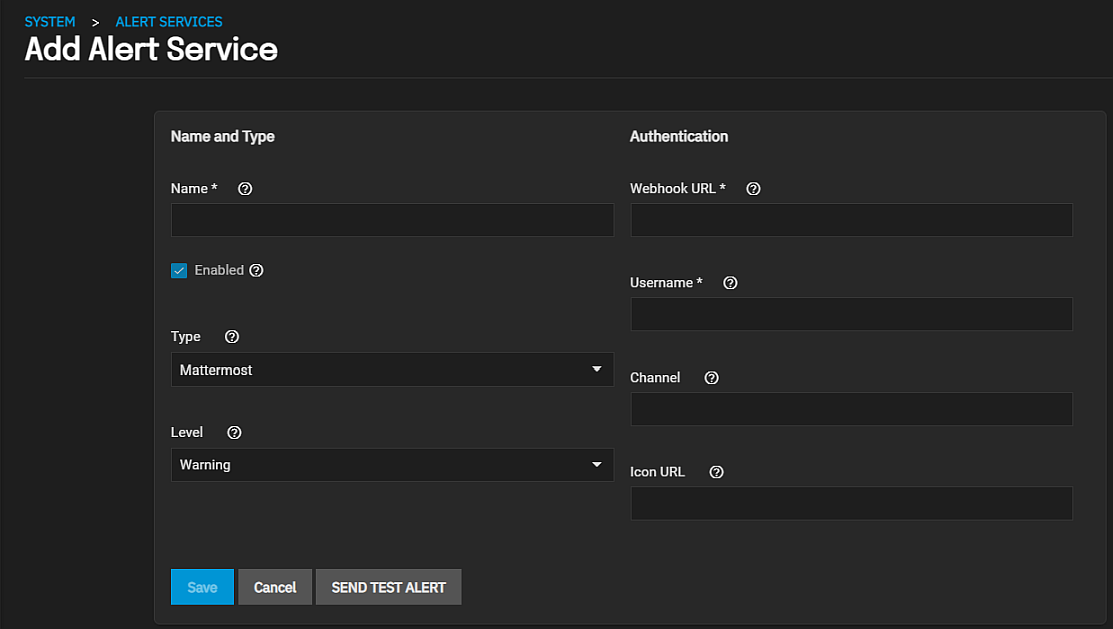 SYSTEM > ALERT SERVICES
Add Alert Service
Name and Type
Name *
Enabled
Type
Mattermost
Level
Warning
Authentication
Webhook URL *
Username *
Channel
Icon URL
Save Cancel SEND TEST ALERT